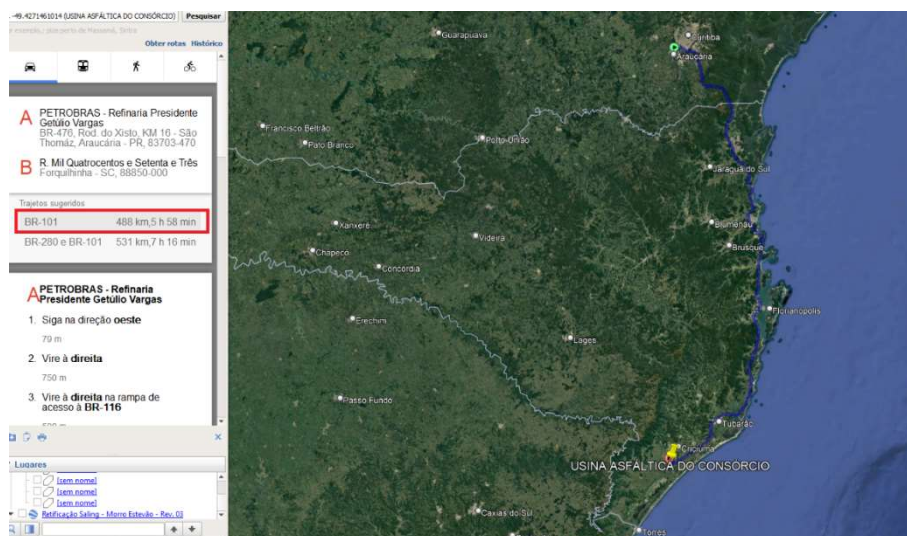 -49.4271461014 (USINA ASFÁLTICA DO CONSÓRCIO)
Pesquisar
Obter rotas Histórico
A PETROBRAS - Refinaria Presidente
Getúlio Vargas
BR-476, Rod. do Xisto, KM 16 - São
Thomáz, Araucária - PR, 83703-470
B R. Mil Quatrocentos e Setenta e Três
Forquilhinha - SC, 88850-000
Trajetos sugeridos
BR-101 488 km, 5 h 58 min
BR-280 e BR-101 531 km, 7 h 16 min
A PETROBRAS - Refinaria
Presidente Getúlio Vargas
1. Siga na direção oeste
79 m
2. Vire à direita
750 m
3. Vire à direita na rampa de
acesso à BR-116
Lugares
[sem nome]
[sem nome]
[sem nome]
Retificação Saling - Morro Estevão - Rev. 03
Guarapuava
Curitiba
Araucária
Francisco Beltrão
Pato Branco
Porto União
Jaraguá do Sul
Xanxerê
Videira
Blumenau
Brusque
Chapecó
Concórdia
Florianópolis
Erechim
Lages
Passo Fundo
Tubarão
Criciúma
USINA ASFÁLTICA DO CONSÓRCIO
Caxias do Sul
Torres